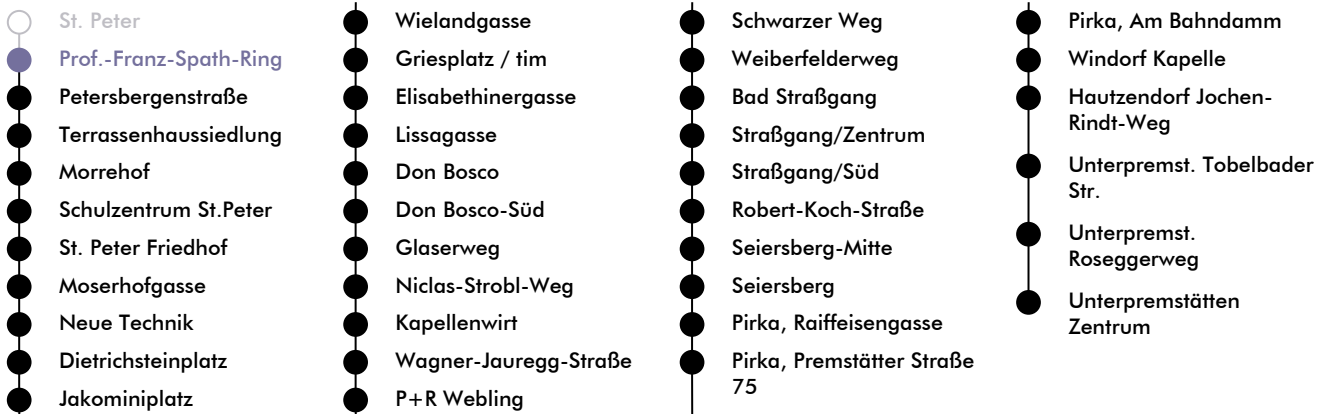 St. Peter
Prof.-Franz-Spath-Ring
Petersbergenstraße
Terrassenhaussiedlung
Morrehof
Schulzentrum St.Peter
St. Peter Friedhof
Moserhofgasse
Neue Technik
Dietrichsteinplatz
Jakominiplatz
Wielandgasse
Griesplatz / tim
Elisabethinergasse
Lissagasse
Don Bosco
Don Bosco-Süd
Glaserweg
Niclas-Strobl-Weg
Kapellenwirt
Wagner-Jauregg-Straße
P+R Webling
Schwarzer Weg
Weiberfelderweg
Bad Straßgang
Straßgang/Zentrum
Straßgang/Süd
Robert-Koch-Straße
Seiersberg-Mitte
Seiersberg
Pirka, Raiffeisengasse
Pirka, Premstätter Straße
75
Pirka, Am Bahndamm
Windorf Kapelle
Hautzendorf Jochen-
Rindt-Weg
Unterpremst. Tobelbader
Str.
Unterpremst.
Roseggerweg
Unterpremstätten
Zentrum